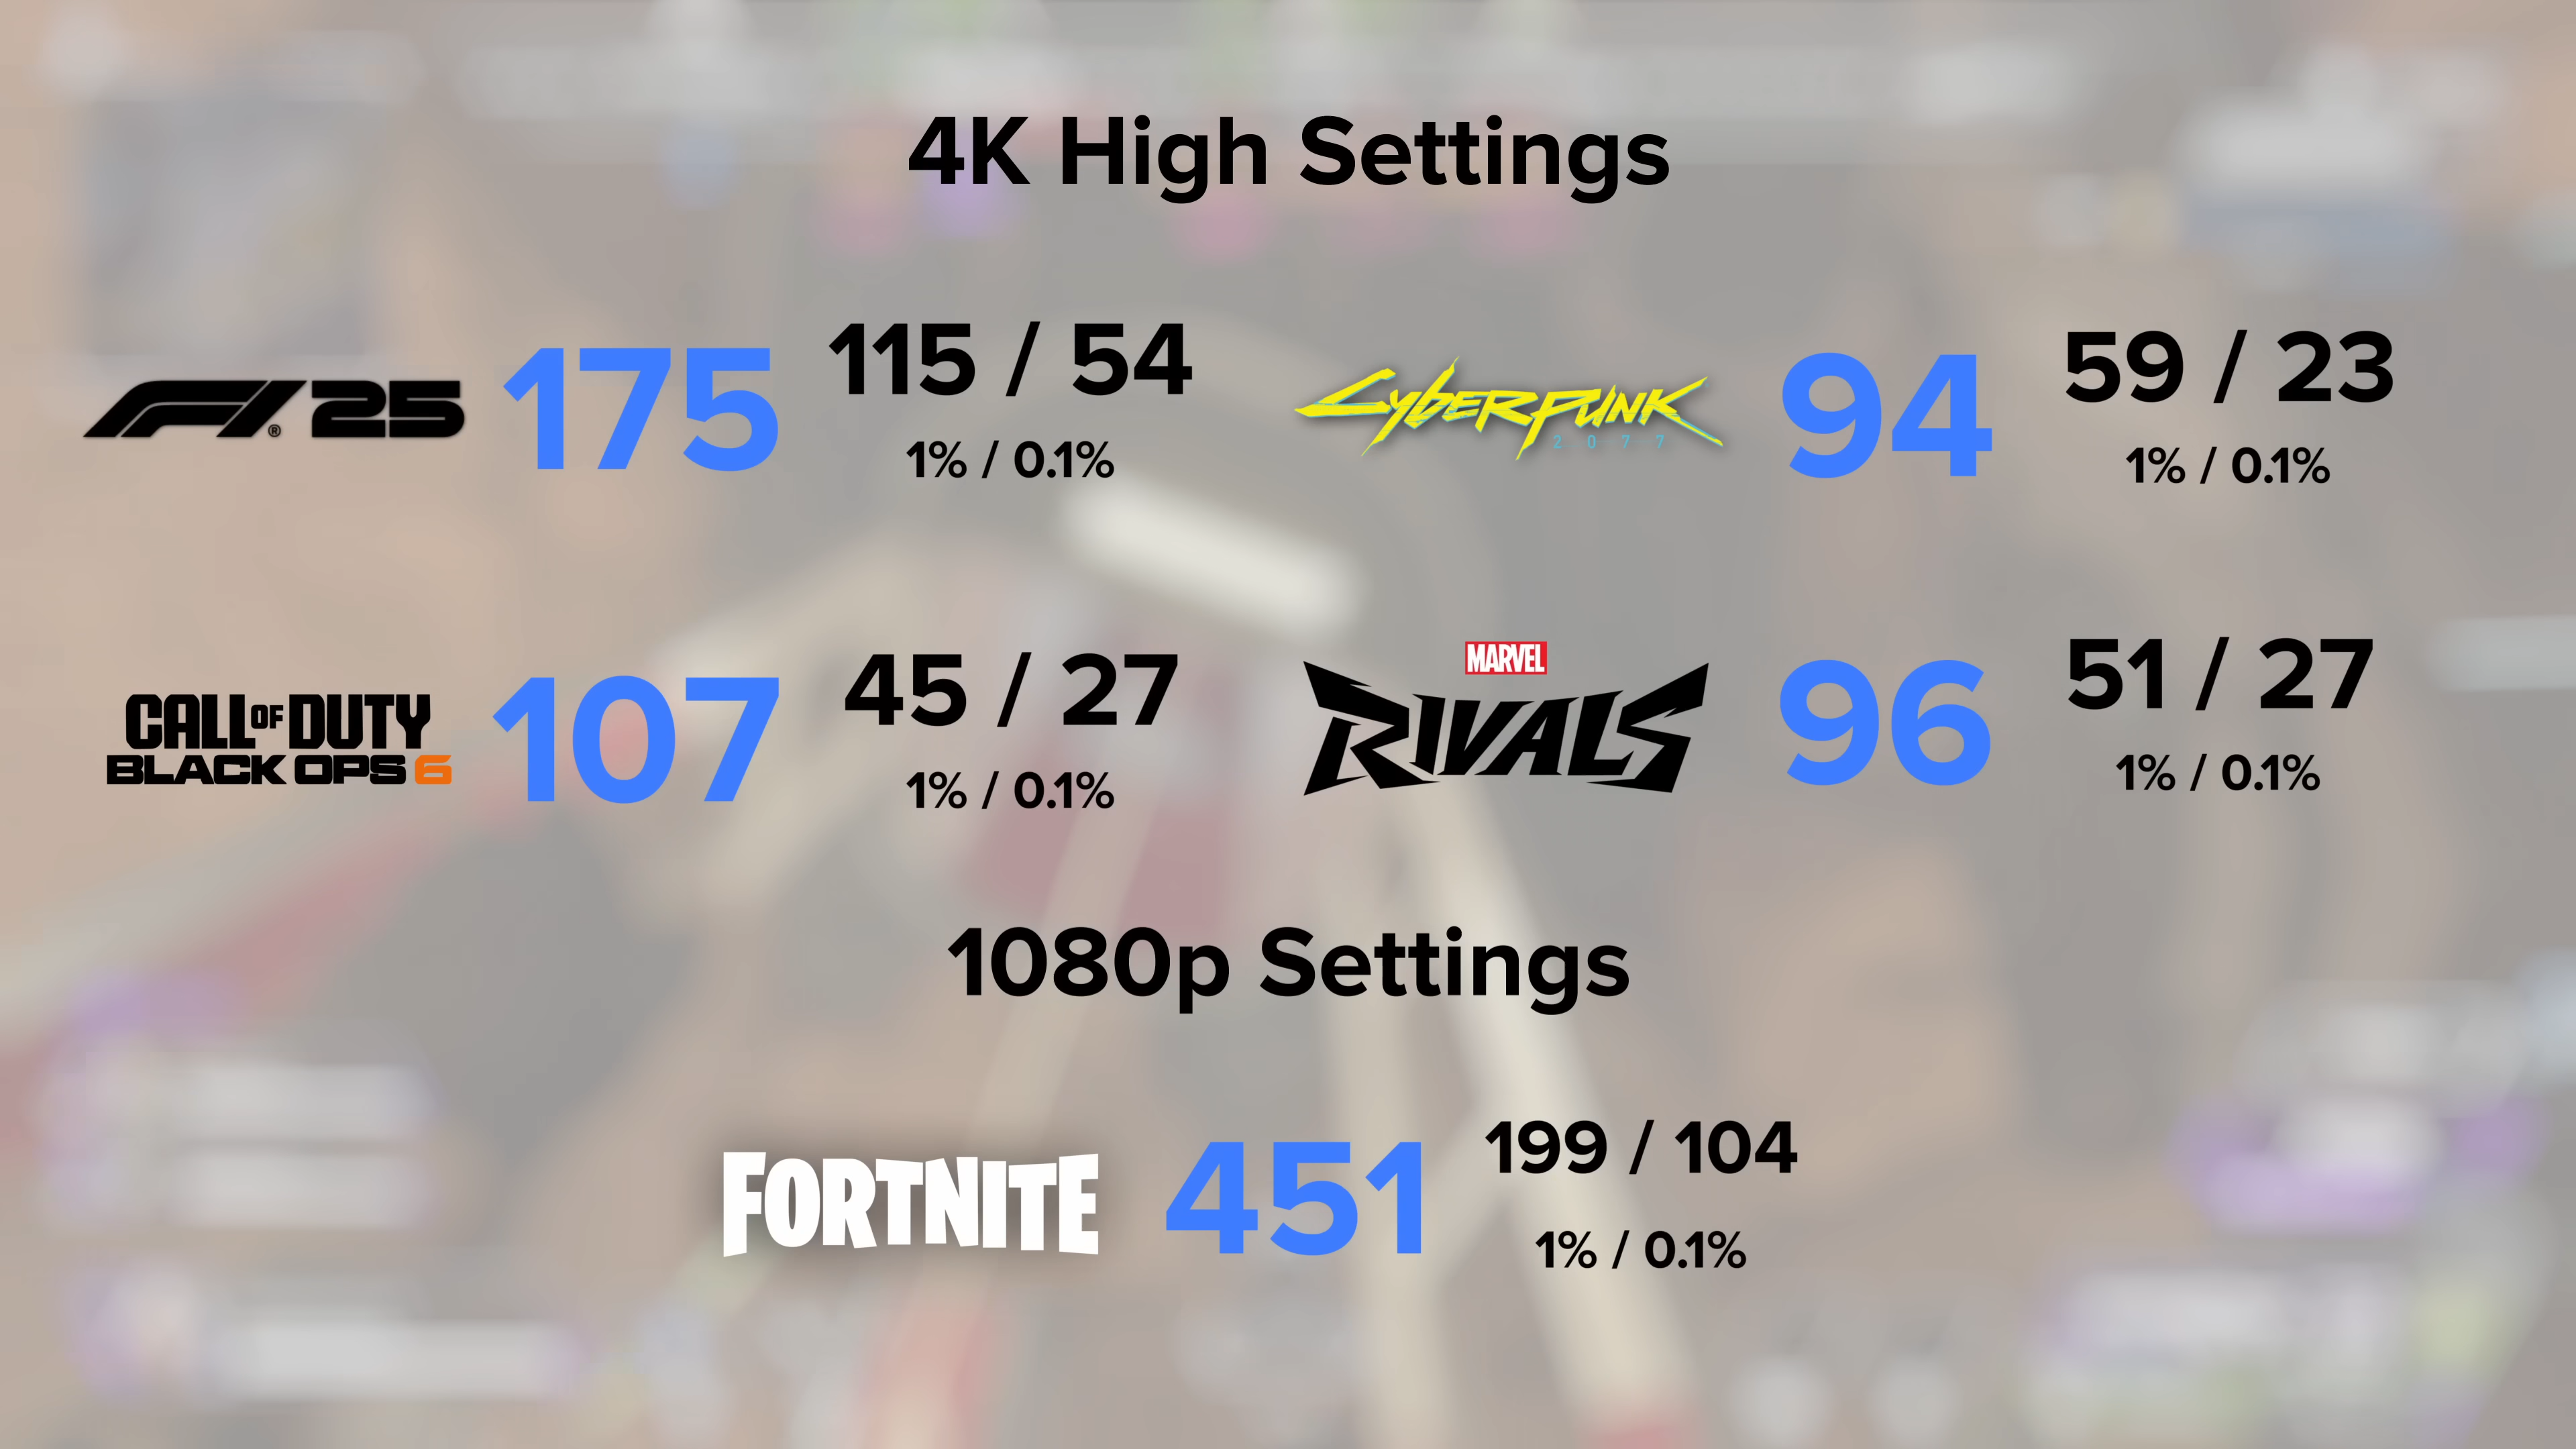 4K High Settings
F1® 25 175 115 / 54
1% / 0.1%
Cyberpunk
2077
94 59 / 23
1% / 0.1%
CALL OF DUTY
BLACK OPS 6
107 45 / 27
1% / 0.1%
MARVEL
RIVALS
96 51 / 27
1% / 0.1%
1080p Settings
FORTNITE 451 199 / 104
1% / 0.1%